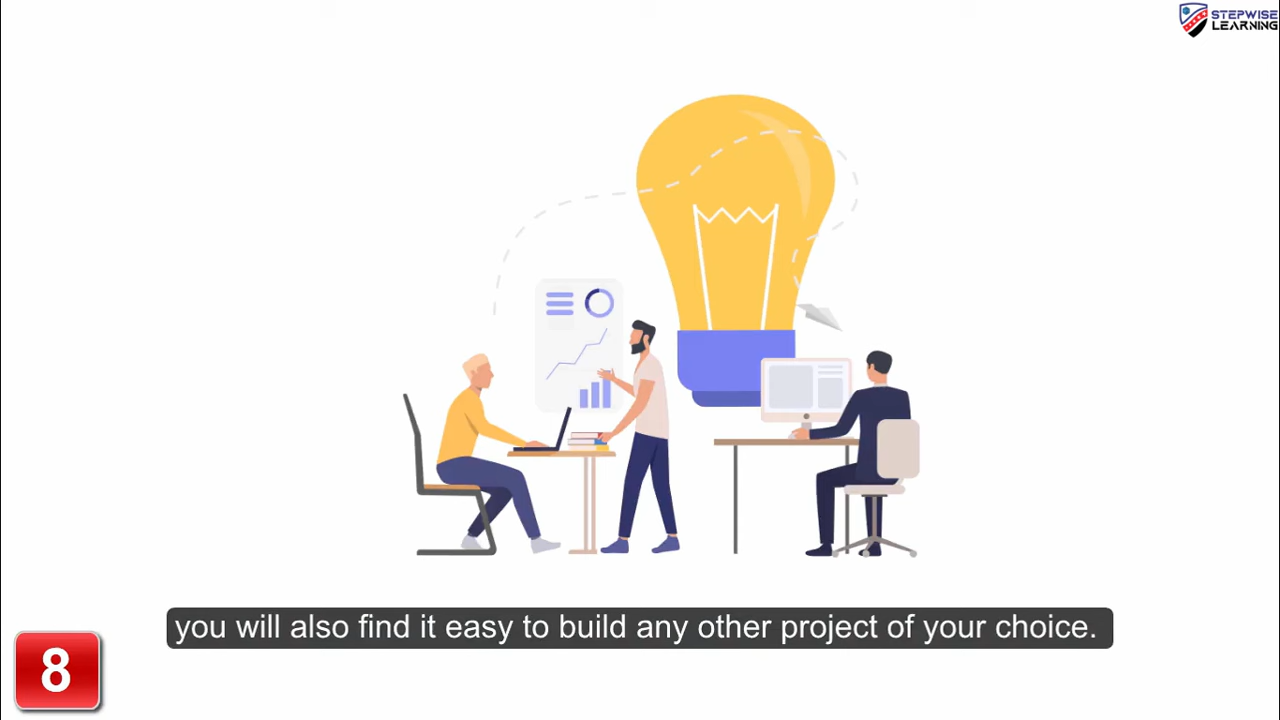 STEPWISE
LEARNING
you will also find it easy to build any other project of your choice.
8